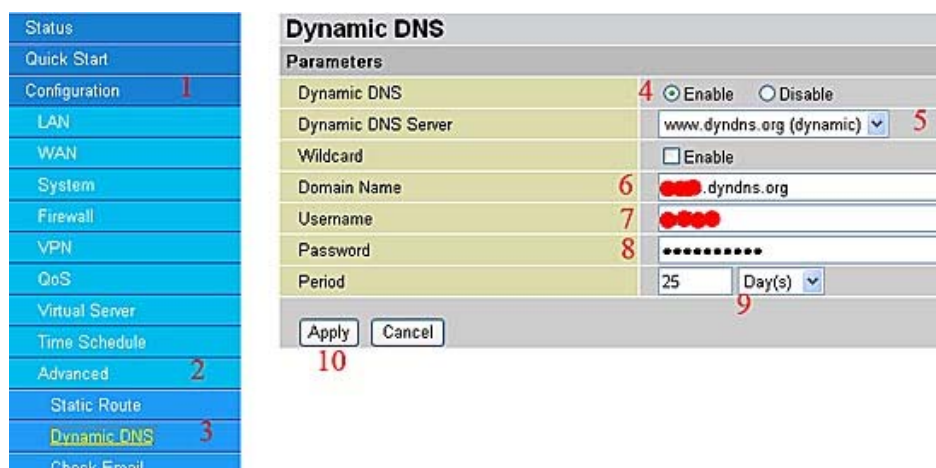 Status
Quick Start
Configuration 1
LAN
WAN
System
Firewall
VPN
QoS
Virtual Server
Time Schedule
Advanced 2
Static Route
Dynamic DNS 3
Check Email
Dynamic DNS
Parameters
Dynamic DNS 4 Enable Disable
Dynamic DNS Server www.dyndns.org (dynamic) 5
Wildcard Enable
Domain Name 6 .dyndns.org
Username 7
Password 8 ••••••••••
Period 25 Day(s)
9
Apply Cancel
10